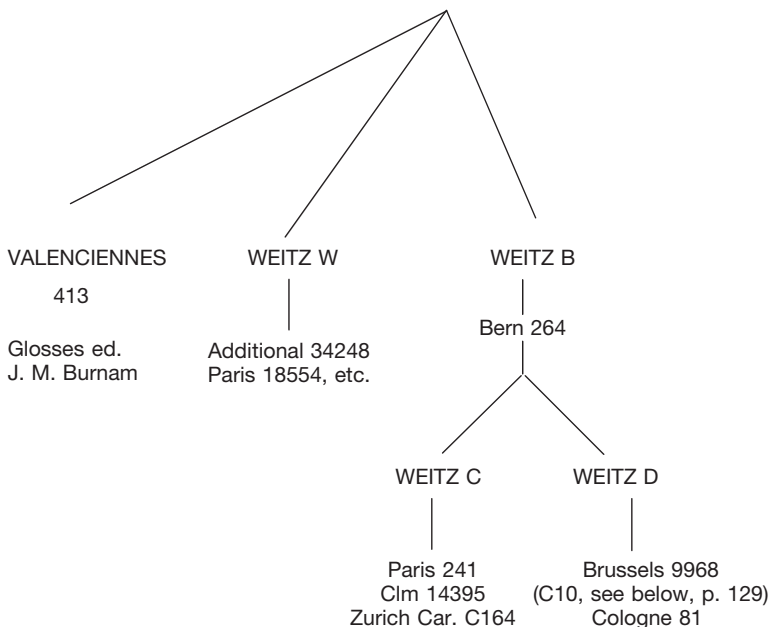 VALENCIENNES
413
Glosses ed.
J. M. Burnam
WEITZ W
Additional 34248
Paris 18554, etc.
WEITZ B
Bern 264
WEITZ C
Paris 241
Clm 14395
Zurich Car. C164
WEITZ D
Brussels 9968
(C10, see below, p. 129)
Cologne 81